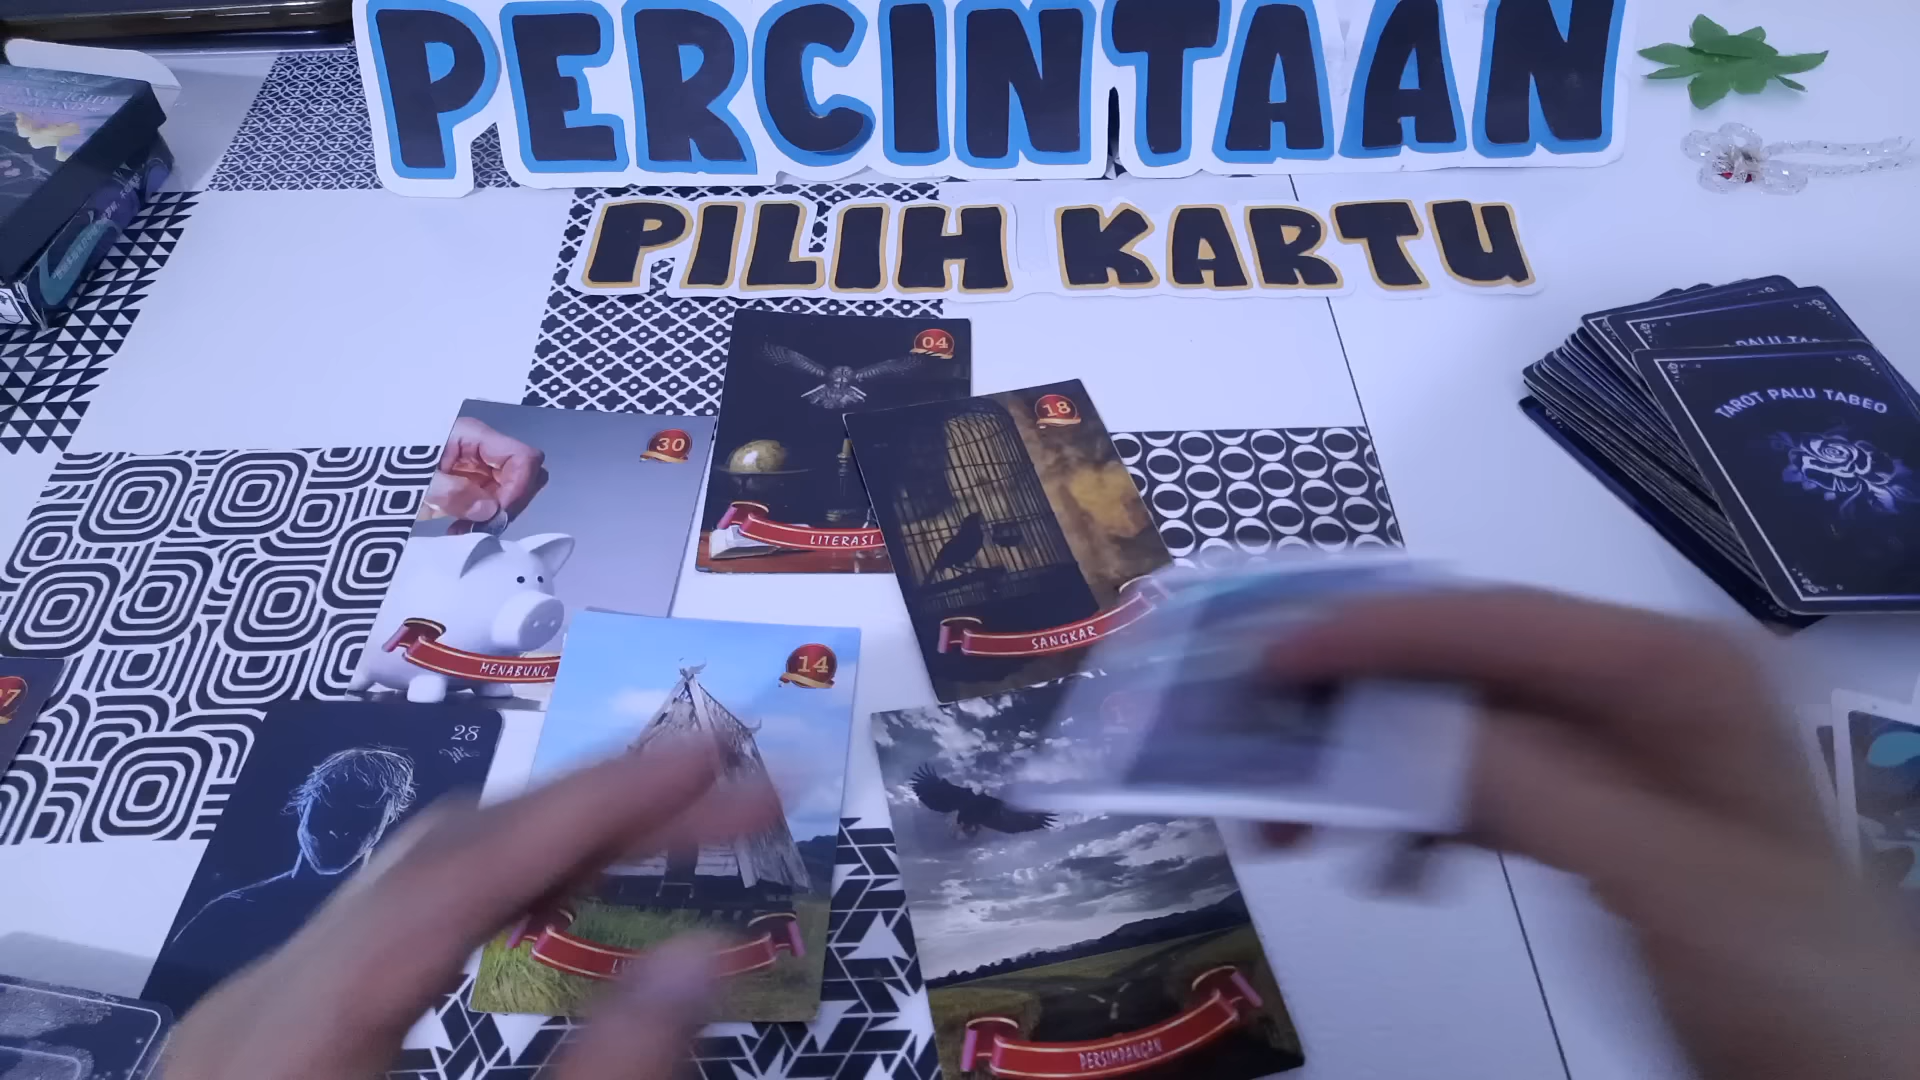 PERCINTAAN
PILIH KARTU
04
18
30
TAROT PALU TABEO
LITERASI
SANGKAR
MENABUNG
14
28
PERSIMPANGAN